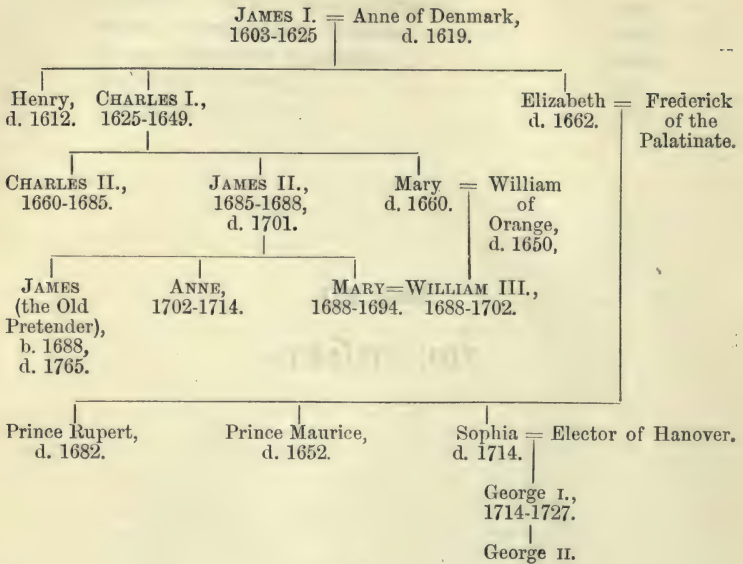 JAMES I. = Anne of Denmark,
1603-1625 d. 1619.
Henry, CHARLES I., Elizabeth = Frederick
d. 1612. 1625-1649. d. 1662. of the
Palatinate.
CHARLES II., JAMES II., Mary = William
1660-1685. 1685-1688, d. 1660. of
d. 1701. Orange,
d. 1650,
JAMES ANNE, MARY=WILLIAM III.,
(the Old 1702-1714. 1688-1694. 1688-1702.
Pretender),
b. 1688,
d. 1765.
Prince Rupert, Prince Maurice, Sophia = Elector of Hanover.
d. 1682. d. 1652. d. 1714.
George I.,
1714-1727.
George II.